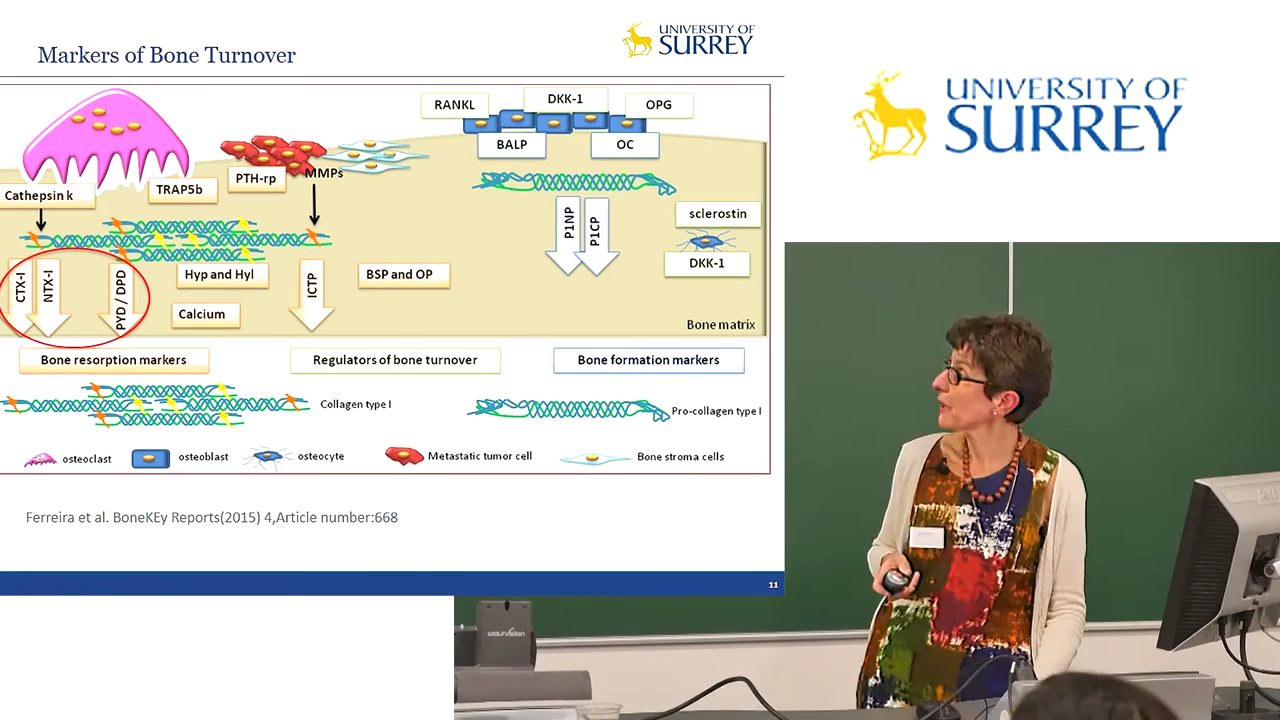 Markers of Bone Turnover
UNIVERSITY OF
SURREY
UNIVERSITY OF
SURREY
RANKL
DKK-1
OPG
BALP
OC
Cathepsin k
TRAP5b
PTH-rp
MMPs
P1NP
P1CP
sclerostin
DKK-1
CTX-I
NTX-I
PYD / DPD
Hyp and Hyl
Calcium
ICTP
BSP and OP
Bone matrix
Bone resorption markers
Regulators of bone turnover
Bone formation markers
Collagen type I
Pro-collagen type I
osteoclast
osteoblast
osteocyte
Metastatic tumor cell
Bone stroma cells
Ferreira et al. BoneKEy Reports(2015) 4,Article number:668
11
wolfvision